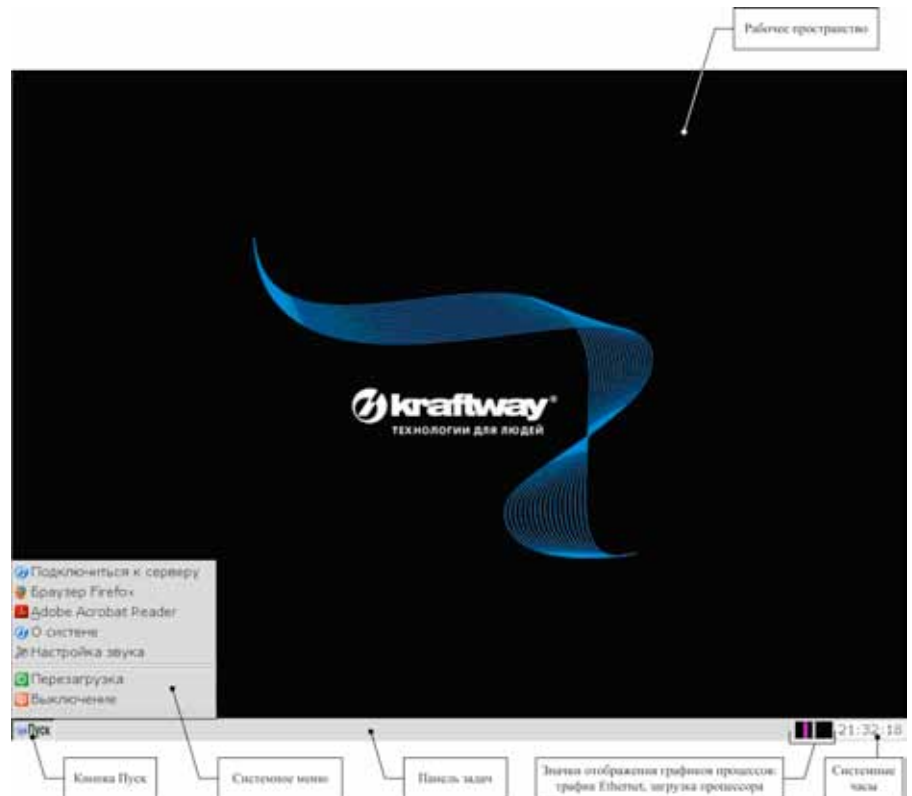 Рабочее пространство
kraftway®
ТЕХНОЛОГИИ ДЛЯ ЛЮДЕЙ
Подключиться к серверу
Браузер Firefox
Adobe Acrobat Reader
О системе
Настройка звука
Перезагрузка
Выключение
Пуск
21:32:18
Кнопка Пуск
Системное меню
Панель задач
Значки отображения графиков процессов:
трафик Ethernet, загрузка процессора
Системные
часы